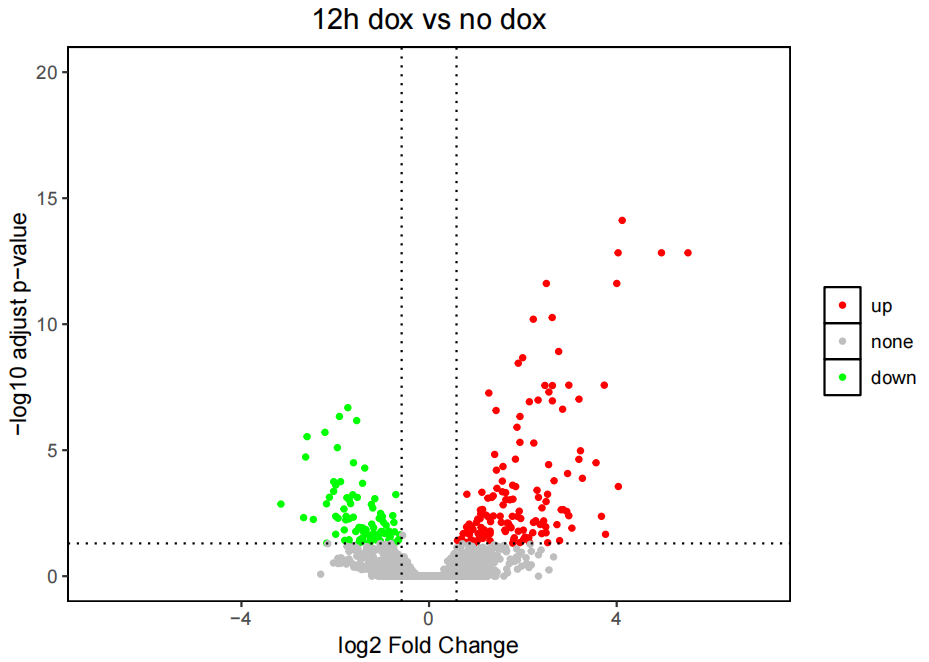 12h dox vs no dox
−log10 adjust p−value
20
15
10
5
0
−4
0
4
log2 Fold Change
up
none
down